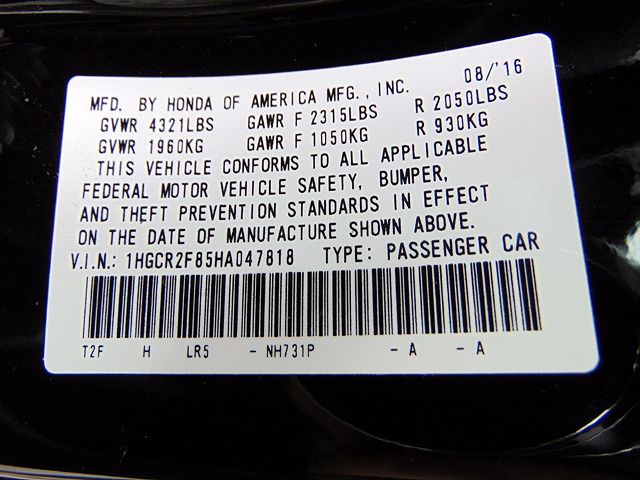 MFD. BY HONDA OF AMERICA MFG., INC. 08/'16
GVWR 4321LBS GAWR F 2315LBS R 2050LBS
GVWR 1960KG GAWR F 1050KG R 930KG
THIS VEHICLE CONFORMS TO ALL APPLICABLE
FEDERAL MOTOR VEHICLE SAFETY, BUMPER,
AND THEFT PREVENTION STANDARDS IN EFFECT
ON THE DATE OF MANUFACTURE SHOWN ABOVE.
V.I.N.: 1HGCR2F85HA047818 TYPE: PASSENGER CAR
T2F H LR5 - NH731P - A - A